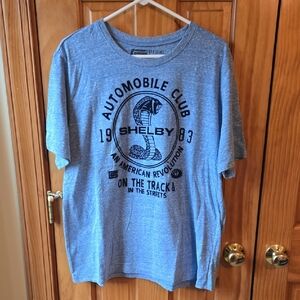 AUTOMOBILE CLUB
19 83
SHELBY
AN AMERICAN REVOLUTION
ON THE TRACK &
IN THE STREETS